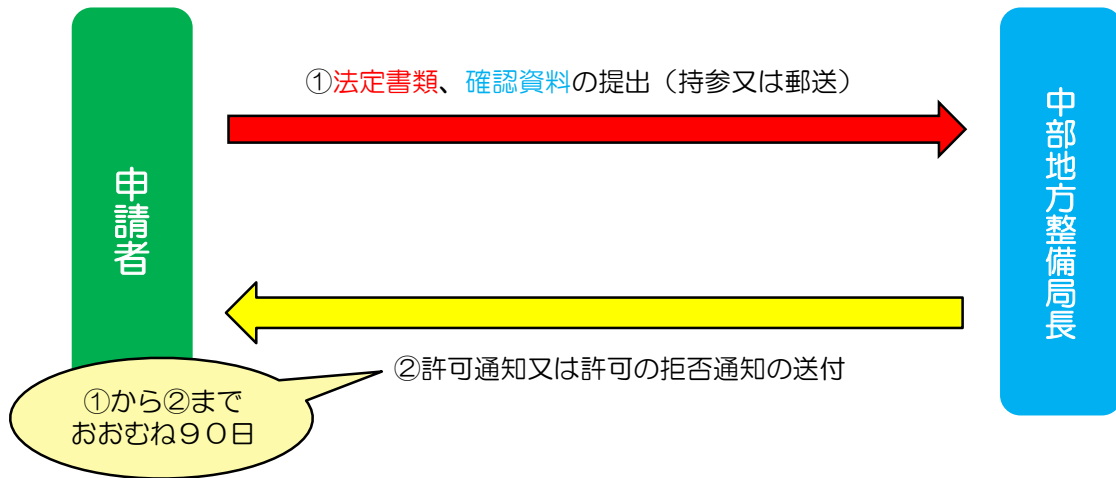 ①法定書類、確認資料の提出（持参又は郵送）
申請者
中部地方整備局長
②許可通知又は許可の拒否通知の送付
①から②まで
おおむね９０日